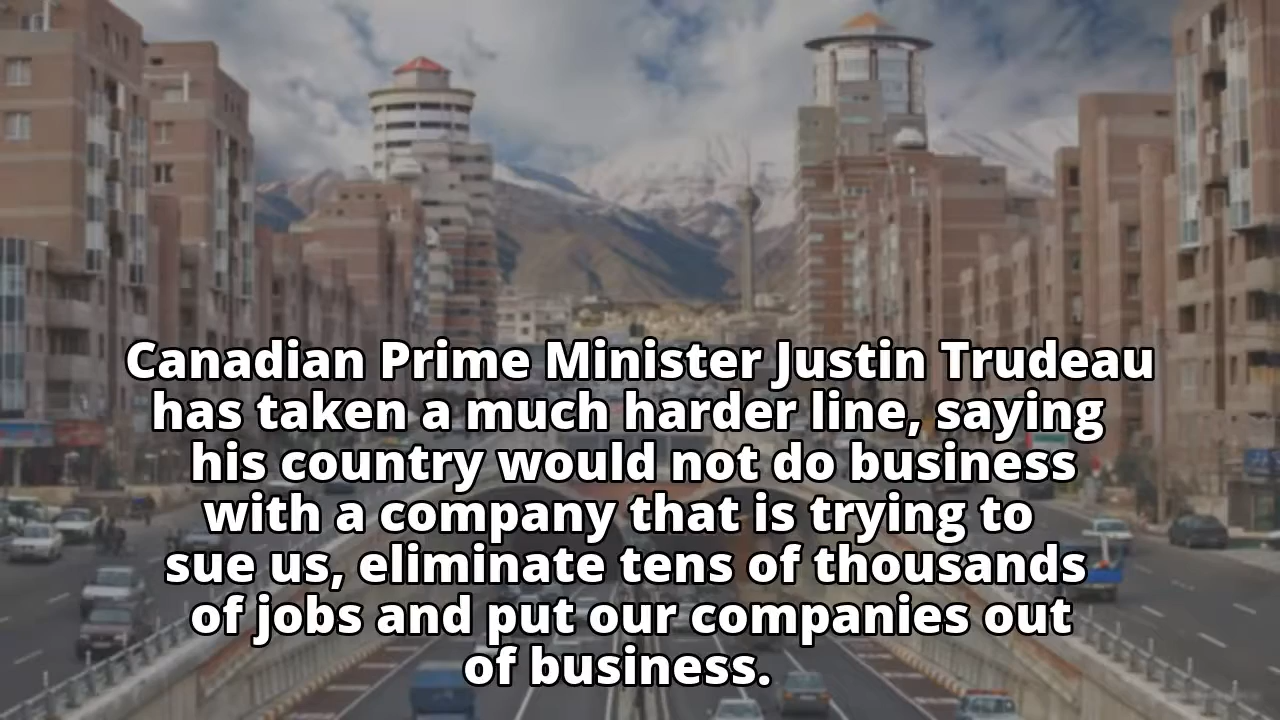 Canadian Prime Minister Justin Trudeau
has taken a much harder line, saying
his country would not do business
with a company that is trying to
sue us, eliminate tens of thousands
of jobs and put our companies out
of business.